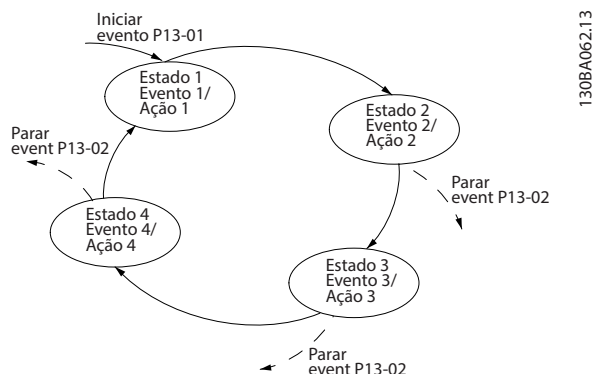 Iniciar
evento P13-01
130BA062.13
Estado 1
Evento 1/
Ação 1
Estado 2
Evento 2/
Ação 2
Parar
event P13-02
Parar
event P13-02
Estado 4
Evento 4/
Ação 4
Estado 3
Evento 3/
Ação 3
Parar
event P13-02